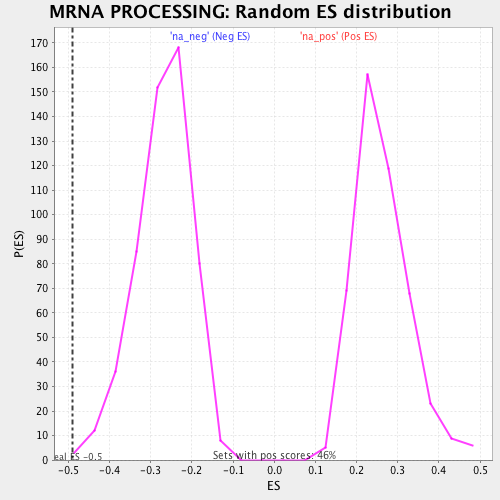 MRNA PROCESSING: Random ES distribution
'na_neg' (Neg ES) 'na_pos' (Pos ES)
170
160
150
140
130
120
110
100
90
80
70
60
50
40
30
20
10
0
P(ES)
eal ES -0.5
Sets with pos scores: 46%
-0.5 -0.4 -0.3 -0.2 -0.1 0.0 0.1 0.2 0.3 0.4 0.5
ES